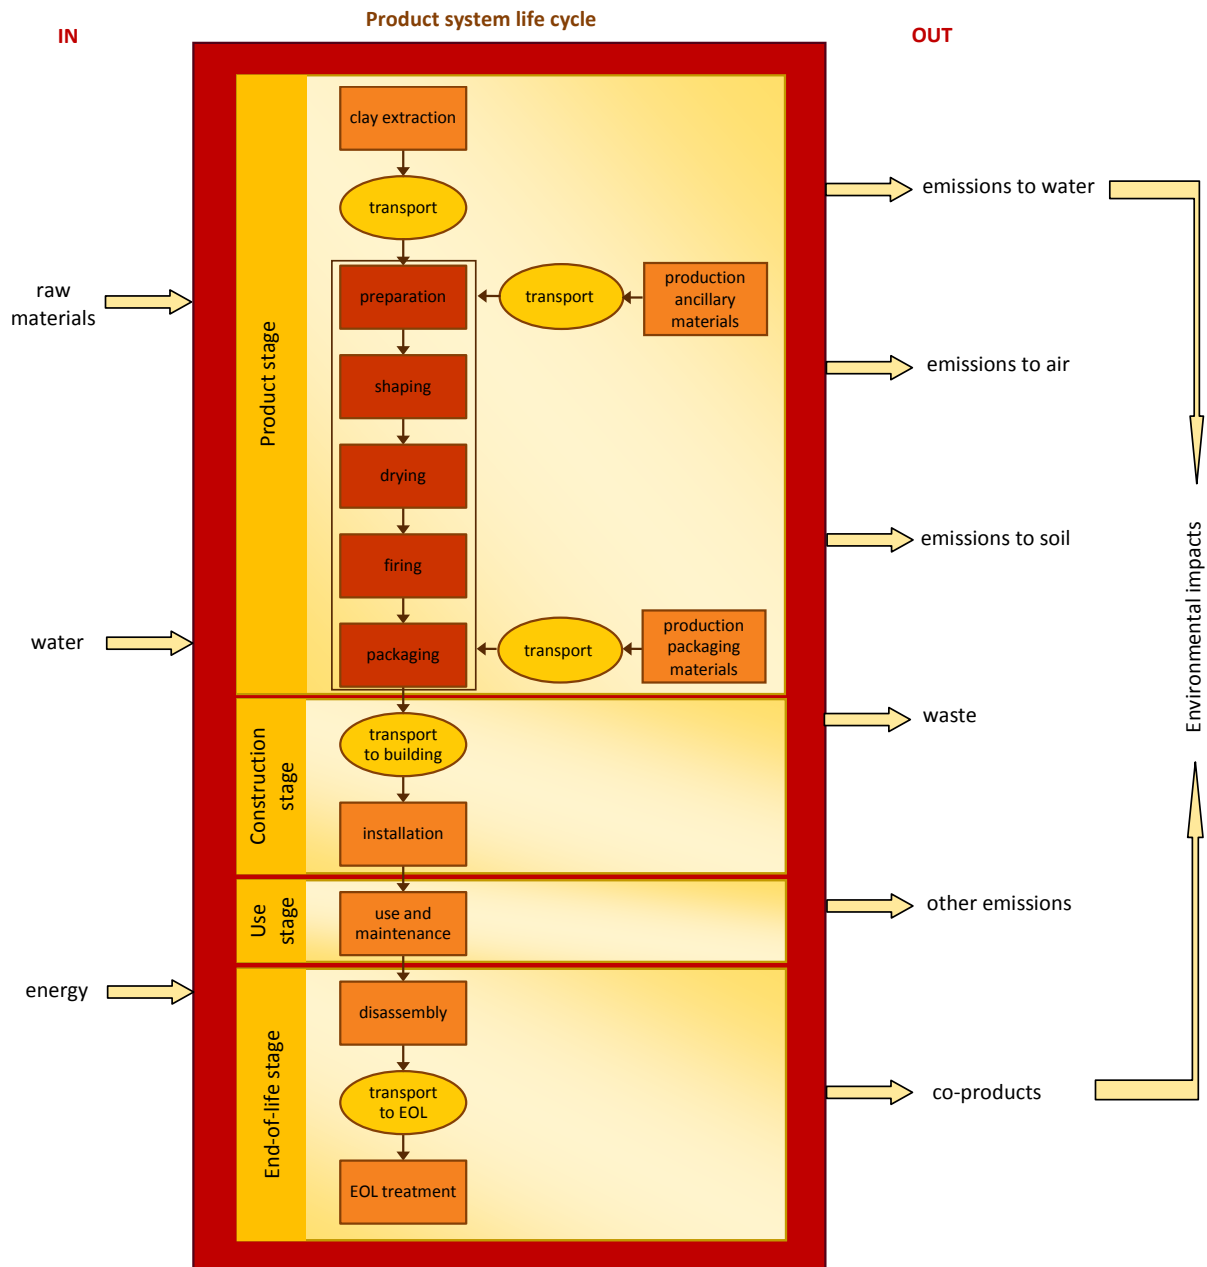 Product system life cycle
IN
OUT
raw
materials
water
energy
Product stage
clay extraction
transport
preparation
transport
production
ancillary
materials
shaping
drying
firing
packaging
transport
production
packaging
materials
Construction
stage
transport
to building
installation
Use
stage
use and
maintenance
End-of-life stage
disassembly
transport
to EOL
EOL treatment
emissions to water
emissions to air
emissions to soil
waste
other emissions
co-products
Environmental impacts